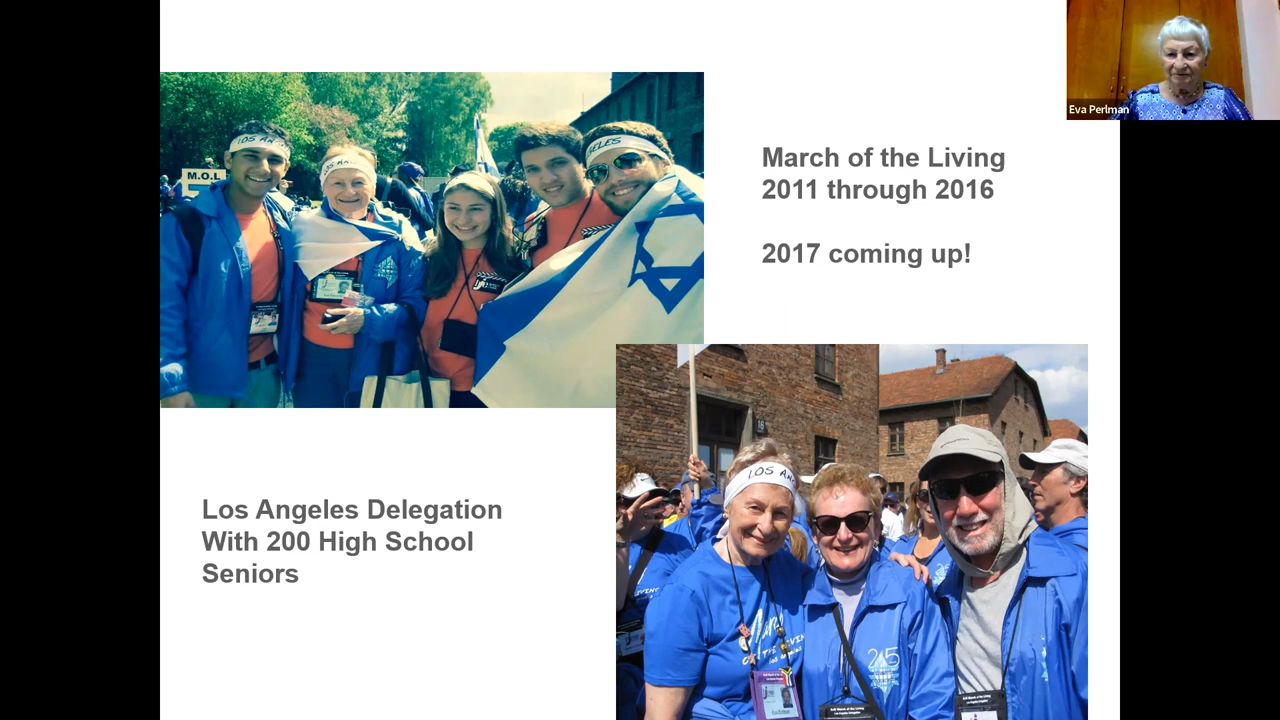 Eva Perlman
March of the Living
2011 through 2016
2017 coming up!
M.O.L
LOS AN
ELES
Los Angeles Delegation
With 200 High School
Seniors
16
LOS AN